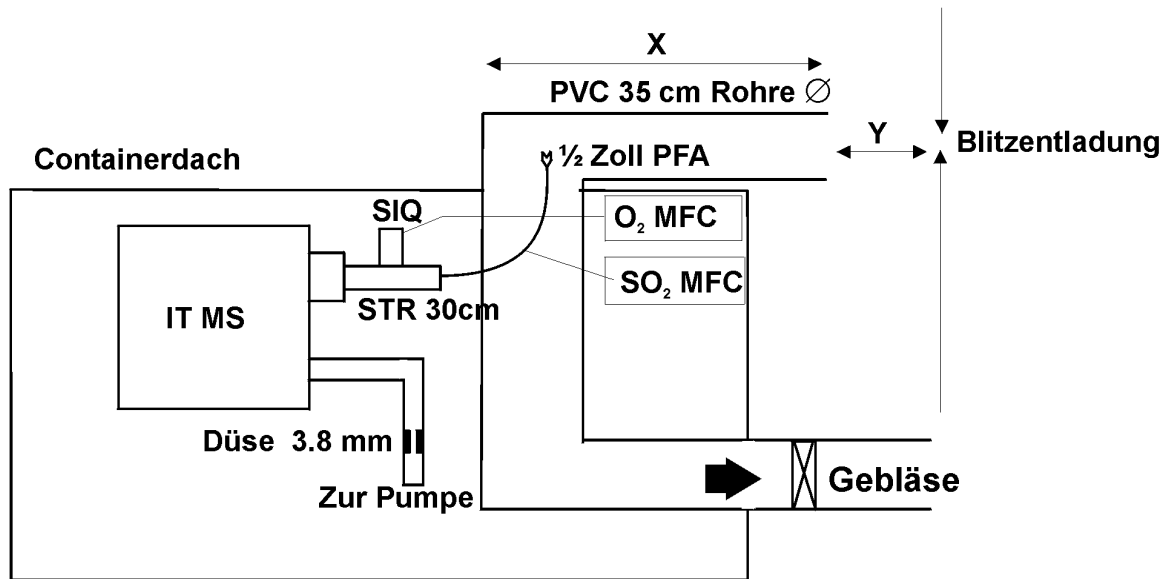 X
PVC 35 cm Rohre ∅
Y
Blitzentladung
Containerdach
½ Zoll PFA
SIQ
O₂ MFC
SO₂ MFC
STR 30cm
IT MS
Düse 3.8 mm
Zur Pumpe
Gebläse